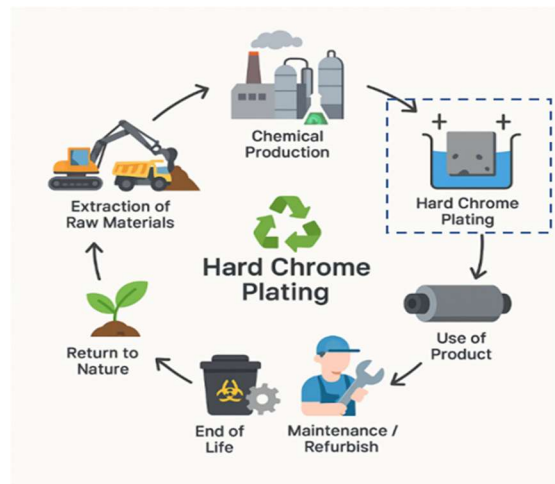 Chemical
Production
+ +
Hard Chrome
Plating
Extraction of
Raw Materials
Hard Chrome
Plating
Use of
Product
Return to
Nature
End of
Life
Maintenance /
Refurbish